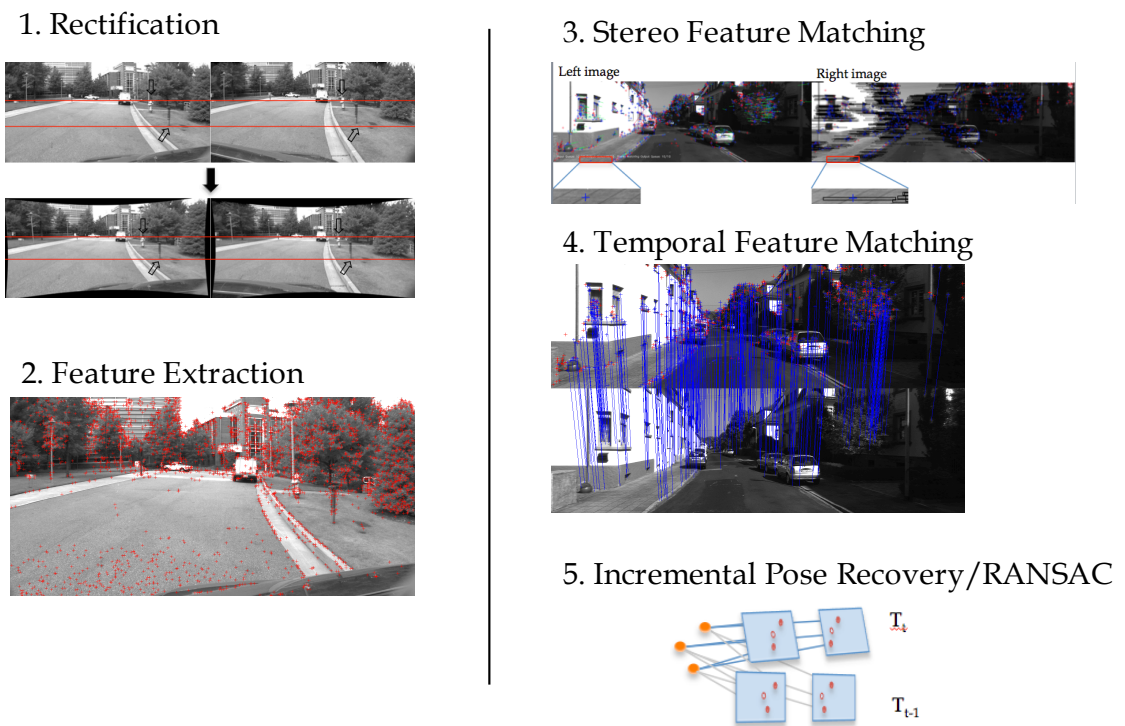 1. Rectification
2. Feature Extraction
3. Stereo Feature Matching
Left image
Right image
4. Temporal Feature Matching
5. Incremental Pose Recovery/RANSAC
Tt
Tt-1